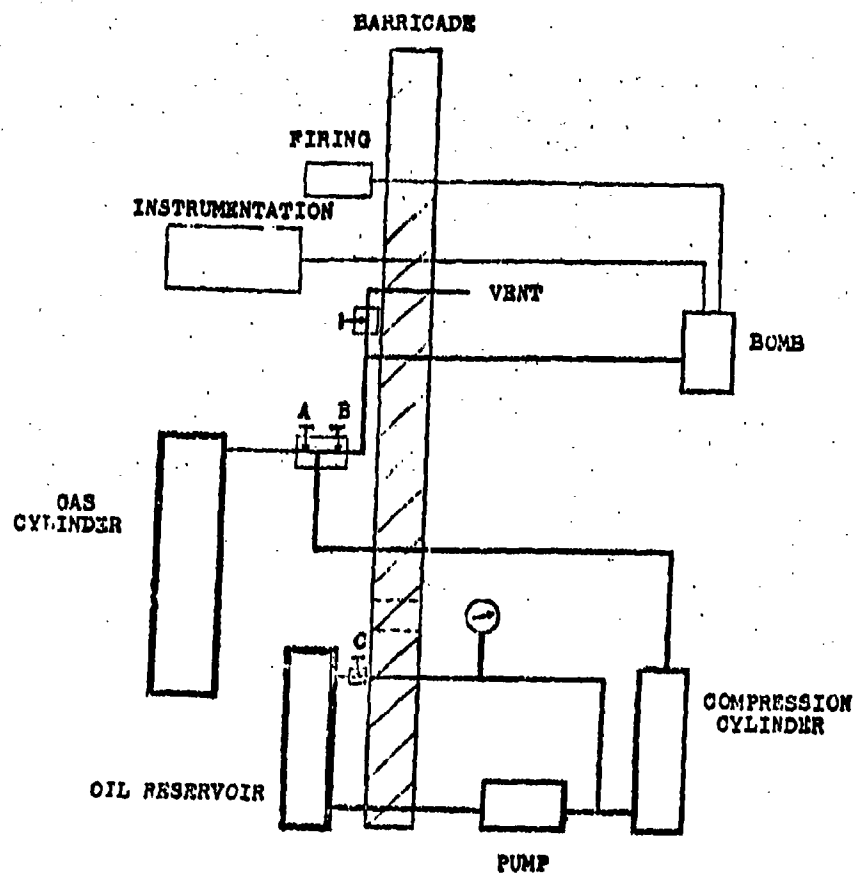 BARRICADE
FIRING
INSTRUMENTATION
VENT
BOMB
A B
GAS
CYLINDER
C
COMPRESSION
CYLINDER
OIL RESERVOIR
PUMP